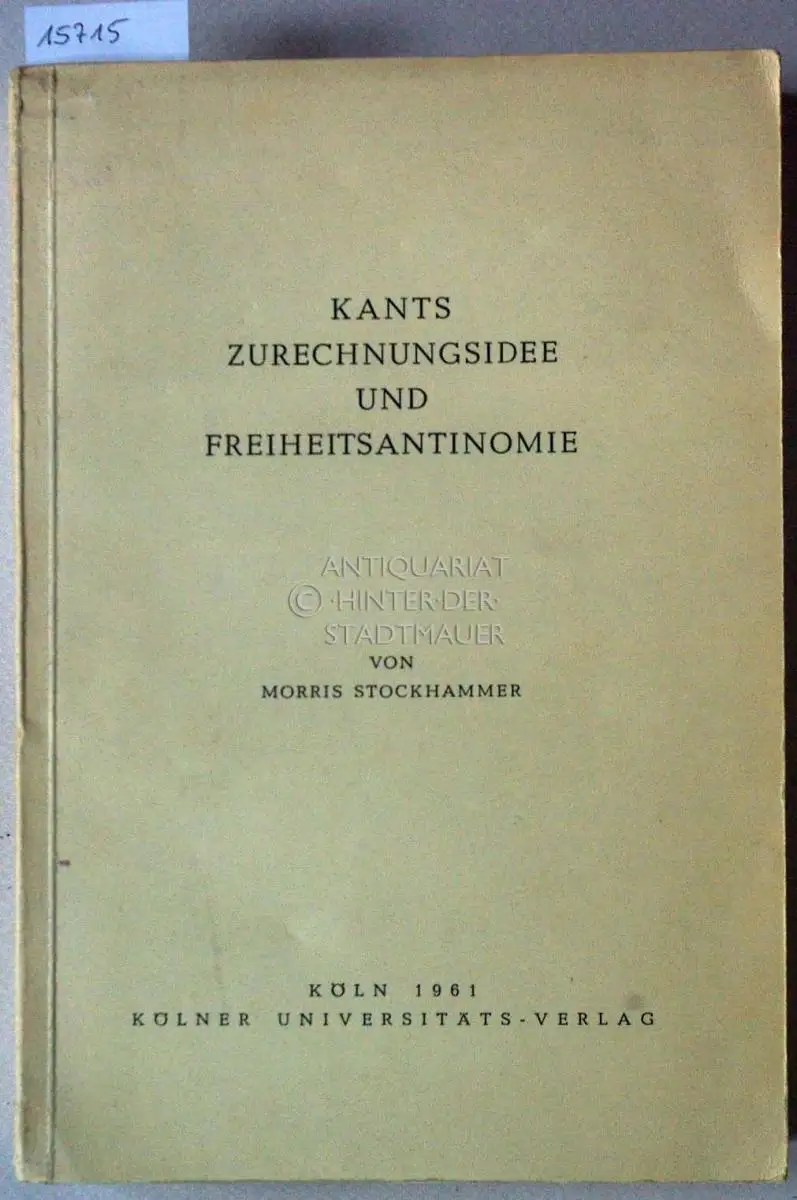 15715
KANTS
ZURECHNUNGSIDEE
UND
FREIHEITSANTINOMIE
ANTIQUARIAT
© ·HINTER·DER·
STADTMAUER
VON
MORRIS STOCKHAMMER
KÖLN 1961
KÖLNER UNIVERSITÄTS-VERLAG